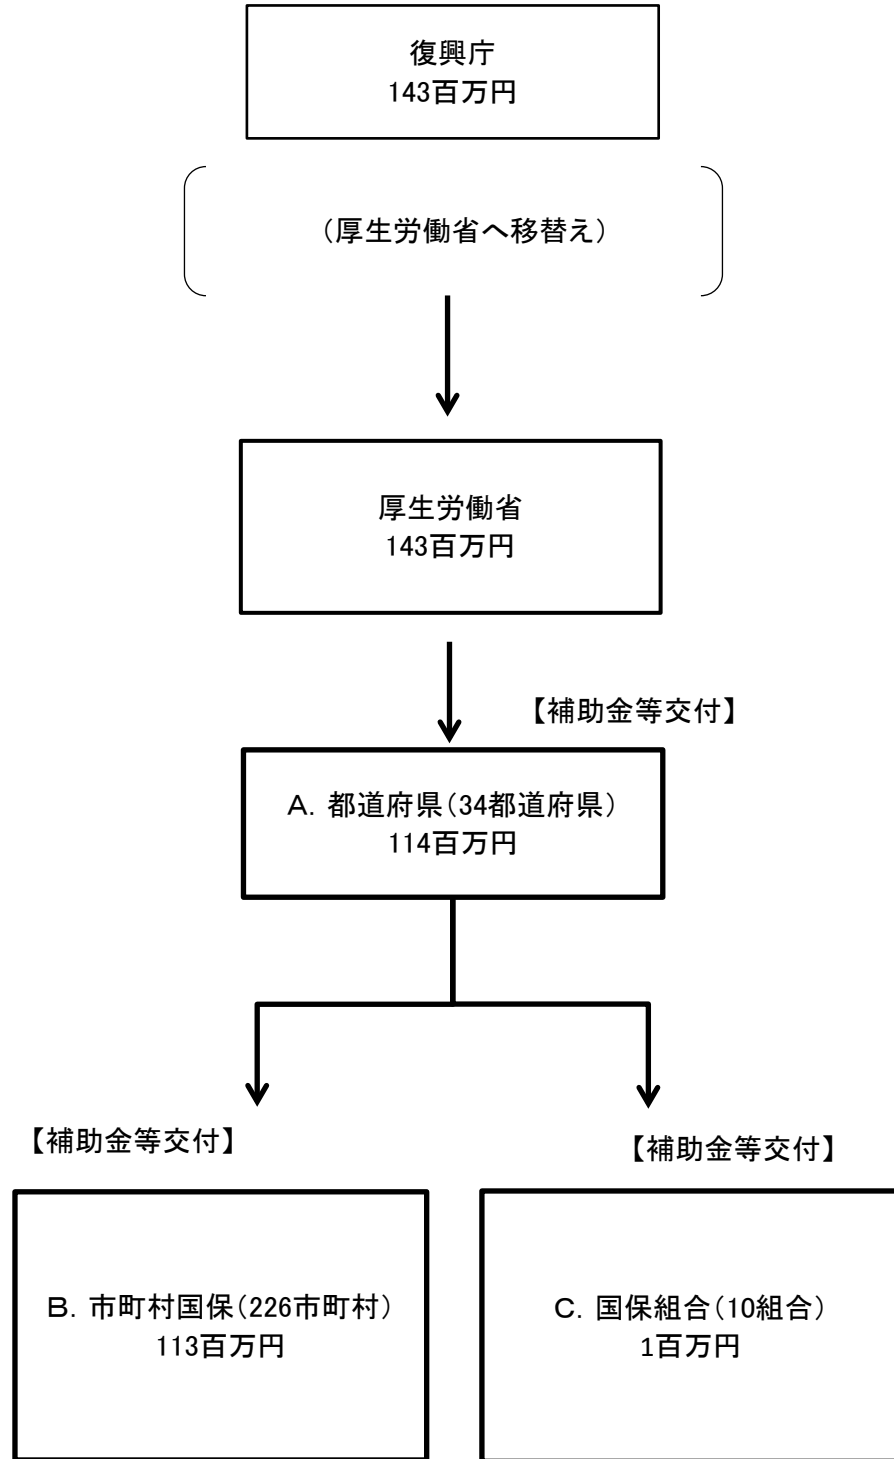 復興庁
143百万円
（厚生労働省へ移替え）
厚生労働省
143百万円
【補助金等交付】
A．都道府県（34都道府県）
114百万円
【補助金等交付】
【補助金等交付】
B．市町村国保（226市町村）
113百万円
C．国保組合（10組合）
1百万円